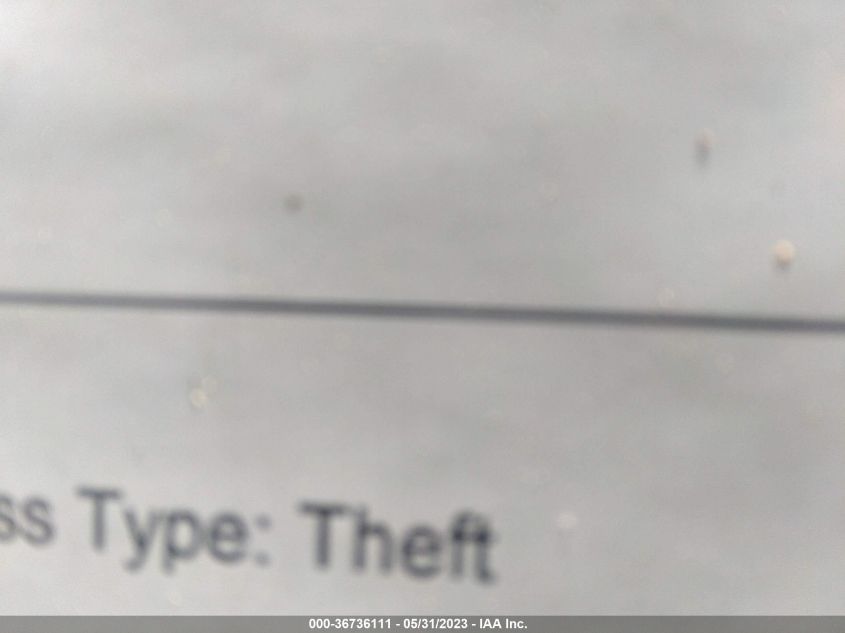 ss Type: Theft
000-36736111 - 05/31/2023 - IAA Inc.